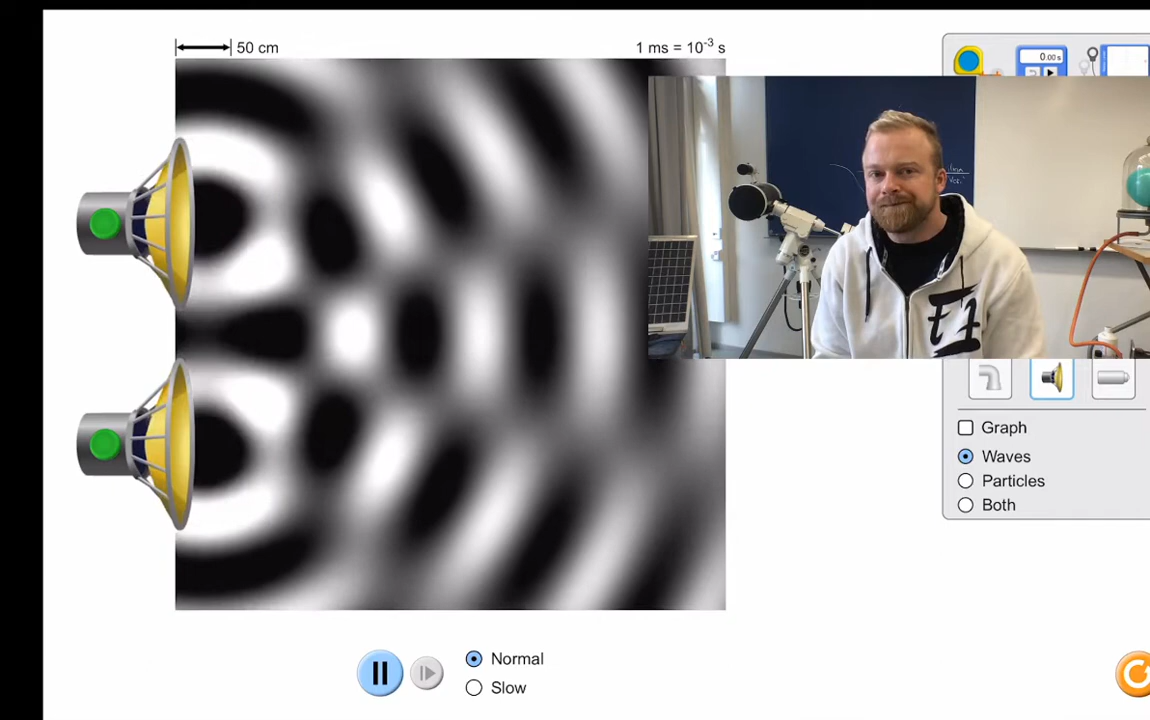 50 cm
1 ms = 10⁻³ s
0.00 s
Graph
Waves
Particles
Both
Normal
Slow